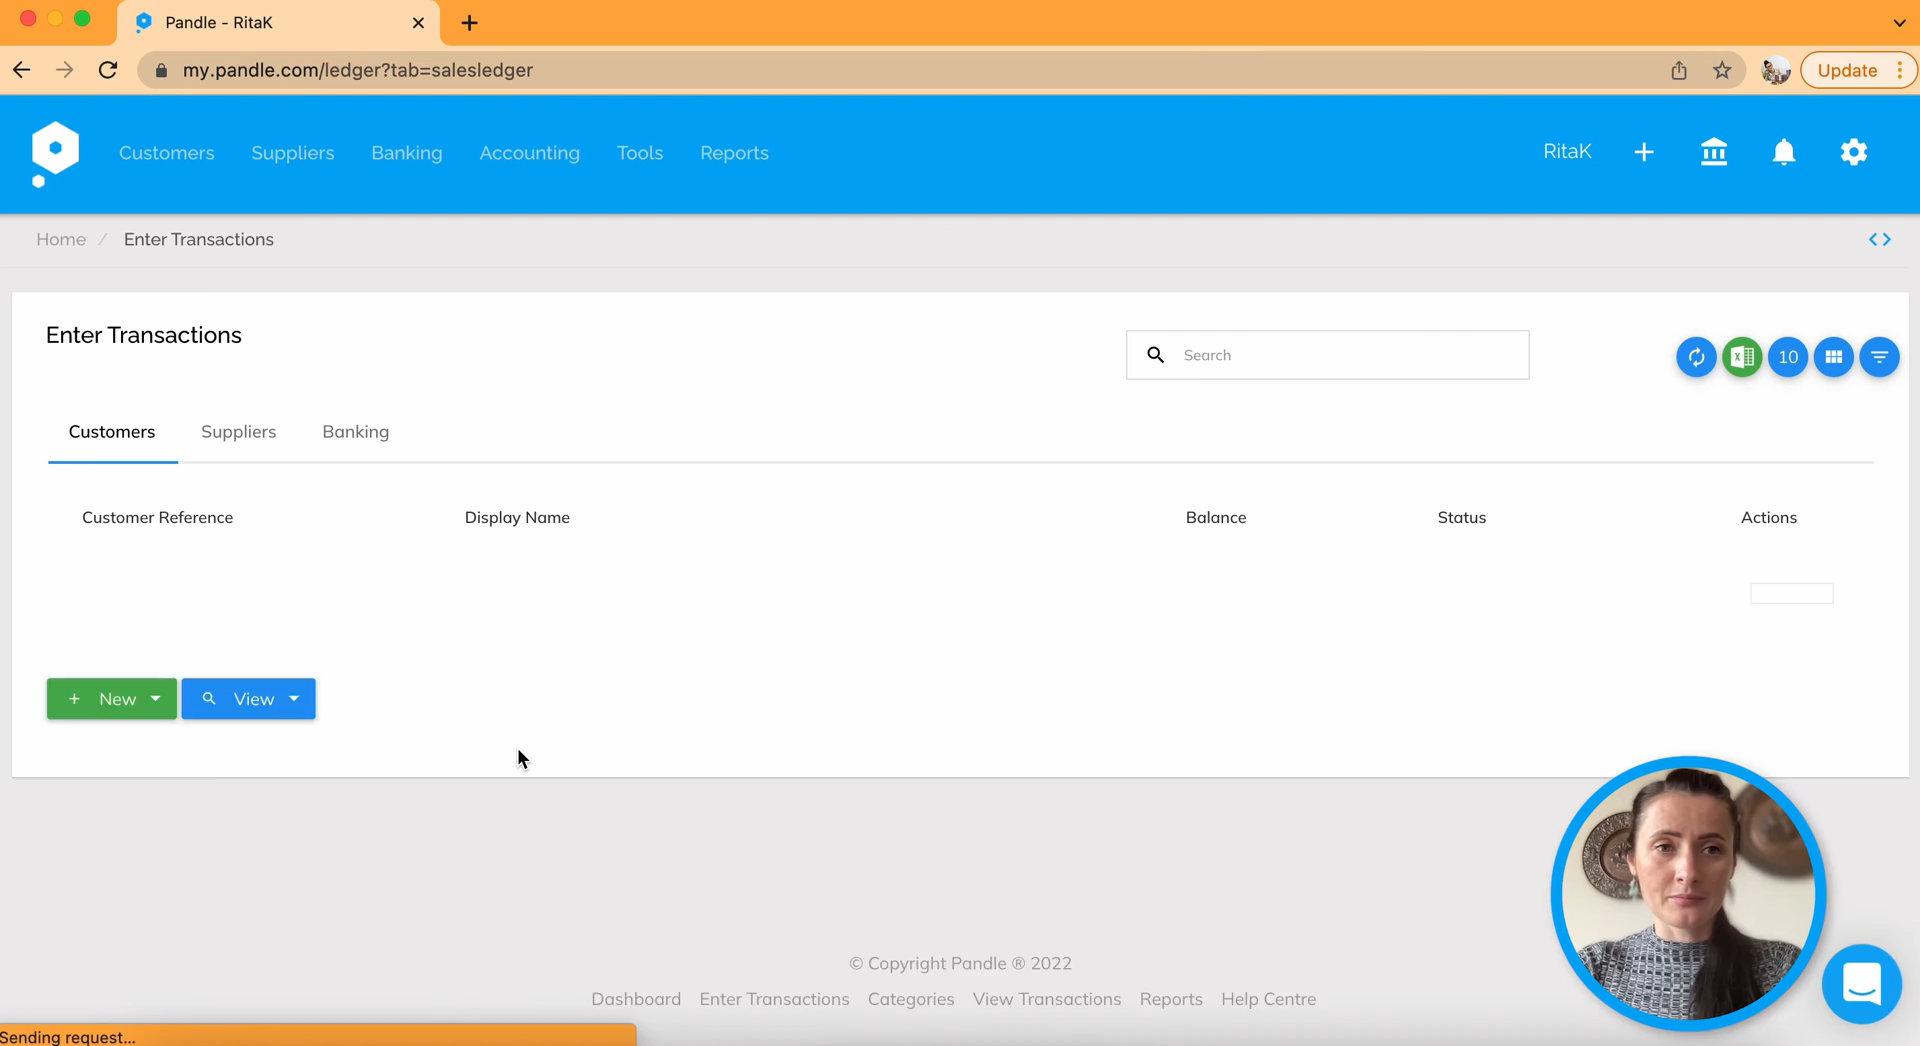 Pandle - RitaK
my.pandle.com/ledger?tab=salesledger
Update
Customers
Suppliers
Banking
Accounting
Tools
Reports
RitaK
Home / Enter Transactions
Enter Transactions
Search
10
Customers
Suppliers
Banking
Customer Reference
Display Name
Balance
Status
Actions
+ New
View
© Copyright Pandle ® 2022
Dashboard
Enter Transactions
Categories
View Transactions
Reports
Help Centre
Sending request...